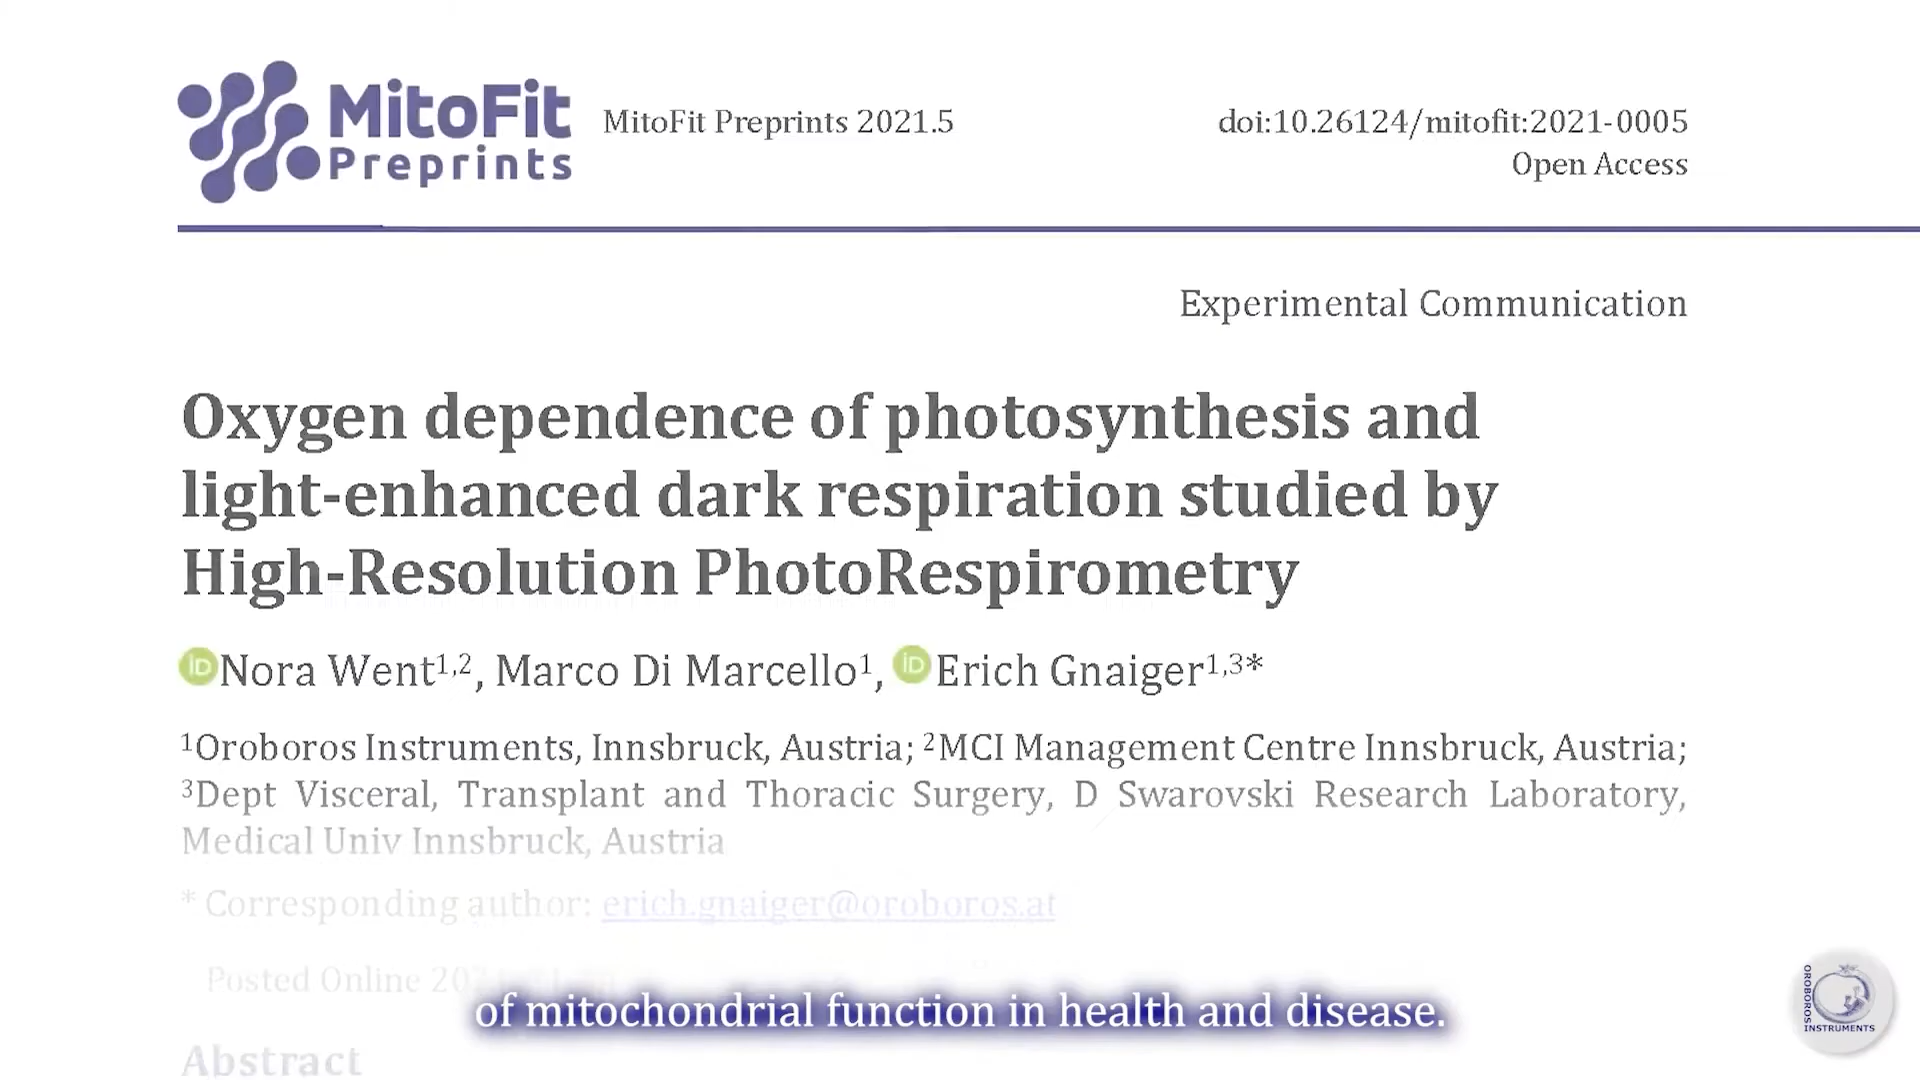 MitoFit
Preprints
MitoFit Preprints 2021.5
doi:10.26124/mitofit:2021-0005
Open Access
Experimental Communication
Oxygen dependence of photosynthesis and
light-enhanced dark respiration studied by
High-Resolution PhotoRespirometry
iD Nora Went¹,², Marco Di Marcello¹, iD Erich Gnaiger¹,³*
¹Oroboros Instruments, Innsbruck, Austria; ²MCI Management Centre Innsbruck, Austria;
³Dept Visceral, Transplant and Thoracic Surgery, D Swarovski Research Laboratory,
Medical Univ Innsbruck, Austria
* Corresponding author: erich.gnaiger@oroboros.at
Posted Online
of mitochondrial function in health and disease.
Abstract
OROBOROS
INSTRUMENTS